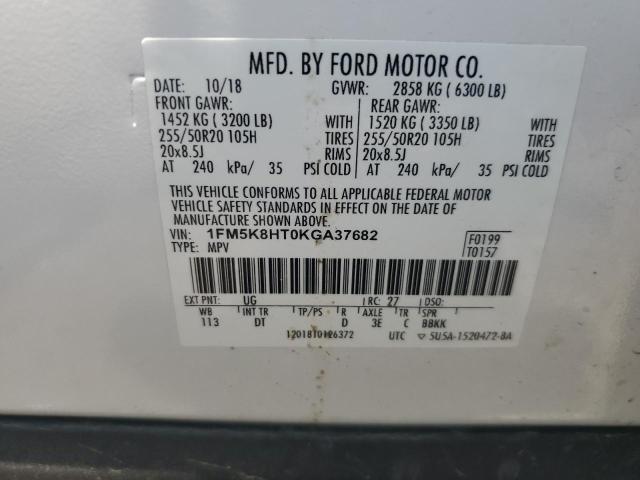 MFD. BY FORD MOTOR CO.
DATE: 10/18 GVWR: 2858 KG ( 6300 LB)
FRONT GAWR: REAR GAWR:
1452 KG ( 3200 LB) WITH 1520 KG ( 3350 LB) WITH
255/50R20 105H TIRES 255/50R20 105H TIRES
20x8.5J RIMS 20x8.5J RIMS
AT 240 kPa/ 35 PSI COLD AT 240 kPa/ 35 PSI COLD
THIS VEHICLE CONFORMS TO ALL APPLICABLE FEDERAL MOTOR
VEHICLE SAFETY STANDARDS IN EFFECT ON THE DATE OF
MANUFACTURE SHOWN ABOVE.
VIN: 1FM5K8HT0KGA37682 F0199
TYPE: MPV T0157
EXT PNT: UG RC: 27 DSO:
WB INT TR TP/PS R AXLE TR SPR
113 DT D 3E C BBKK
UTC ▽ 5U5A-1520472-BA